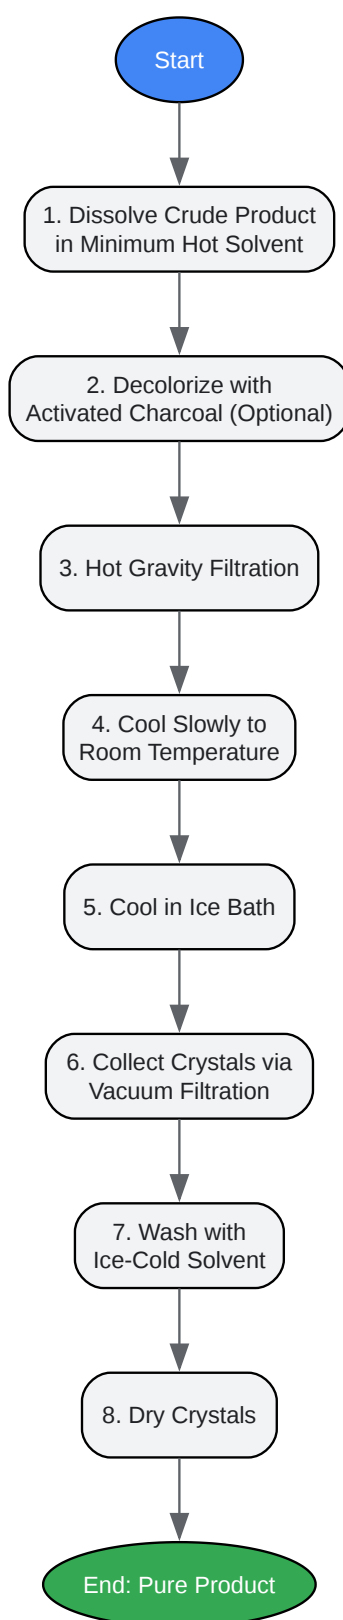 Start
1. Dissolve Crude Product
in Minimum Hot Solvent
2. Decolorize with
Activated Charcoal (Optional)
3. Hot Gravity Filtration
4. Cool Slowly to
Room Temperature
5. Cool in Ice Bath
6. Collect Crystals via
Vacuum Filtration
7. Wash with
Ice-Cold Solvent
8. Dry Crystals
End: Pure Product